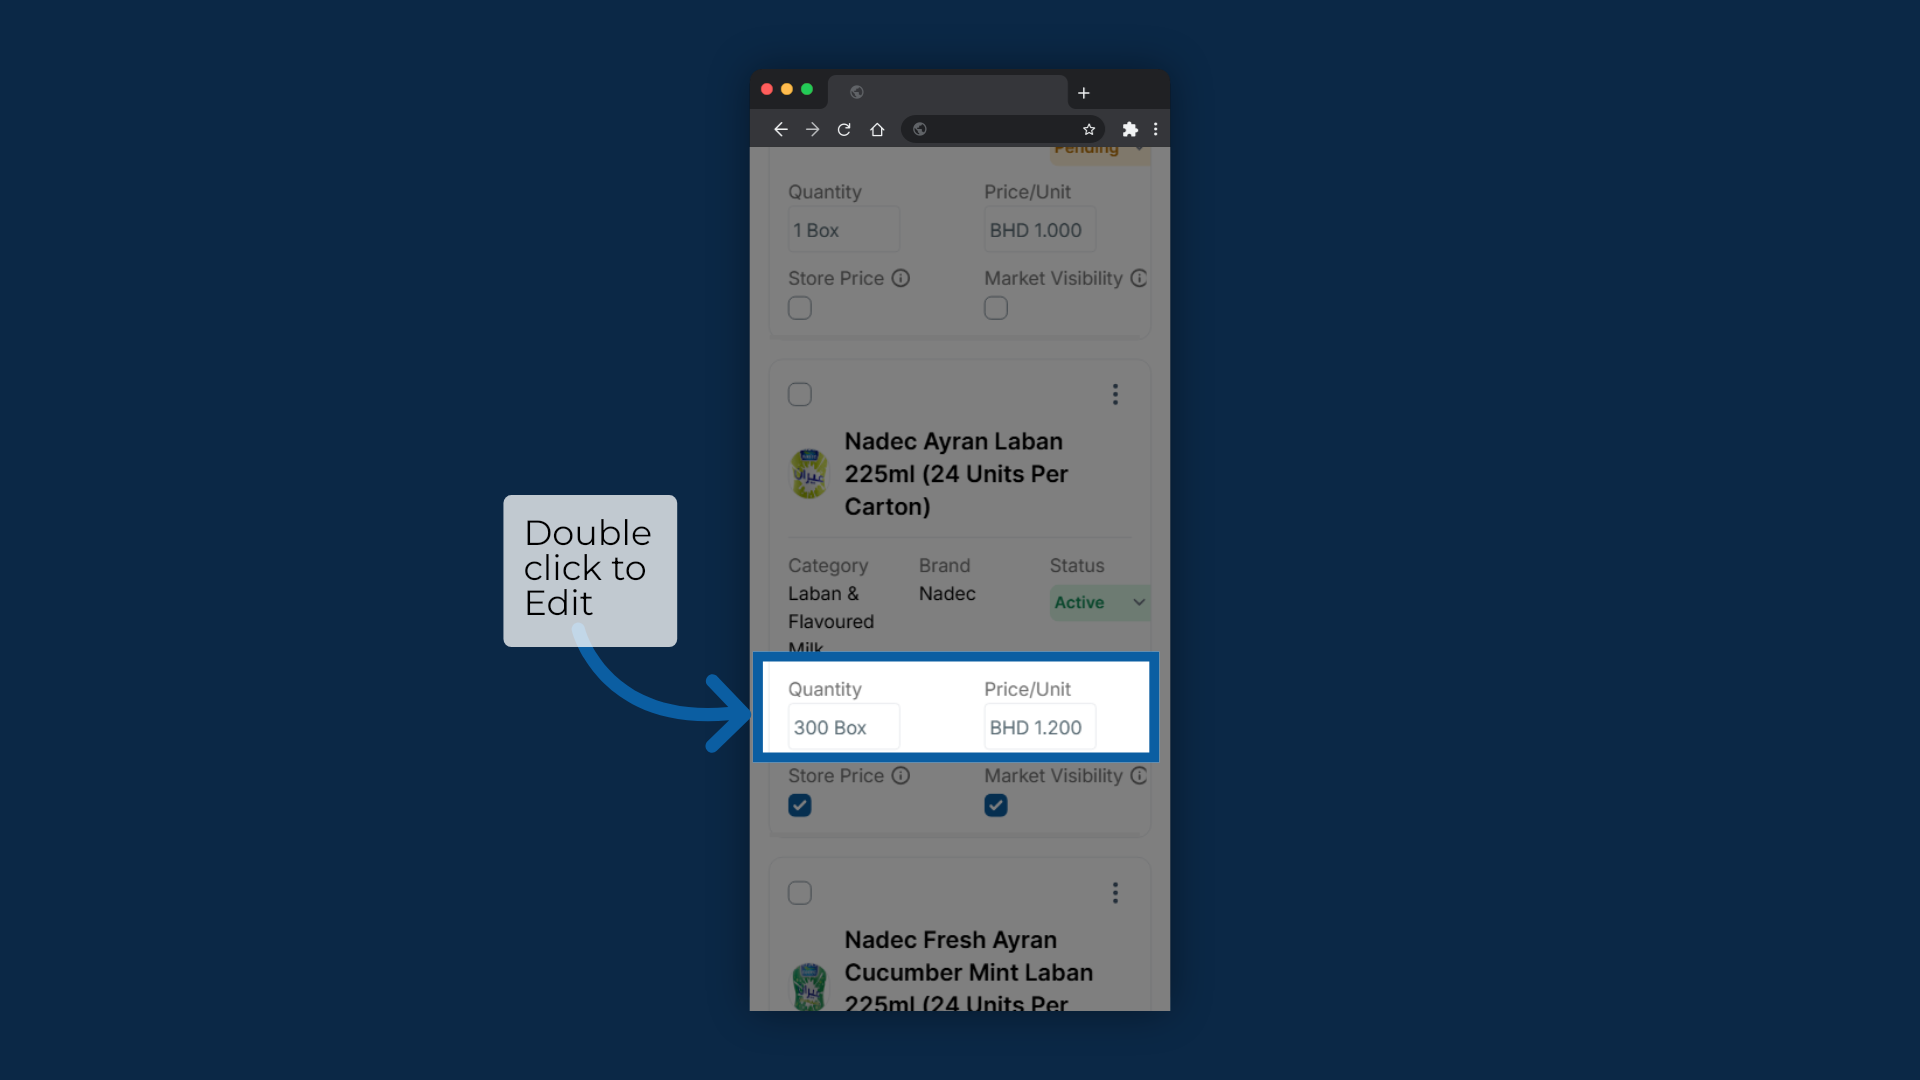 Pending
Quantity Price/Unit
1 Box BHD 1.000
Store Price Market Visibility
Nadec Ayran Laban
225ml (24 Units Per
Carton)
Double
click to
Edit
Category Brand Status
Laban & Nadec Active
Flavoured
Milk
Quantity Price/Unit
300 Box BHD 1.200
Store Price Market Visibility
Nadec Fresh Ayran
Cucumber Mint Laban
225ml (24 Units Per